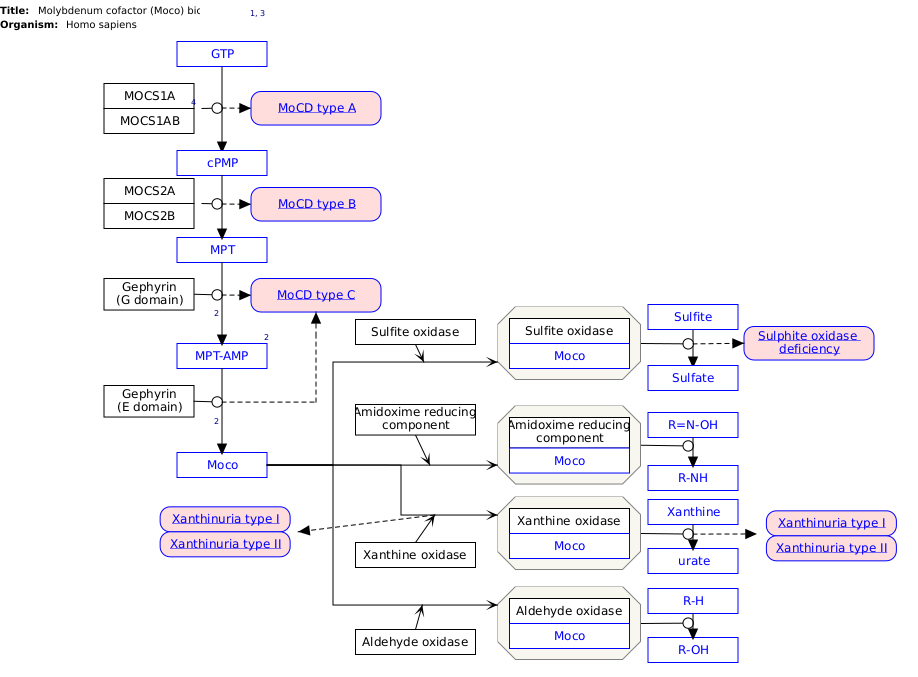 Title: Molybdenum cofactor (Moco) bio
1, 3
Organism: Homo sapiens
GTP
MOCS1A
4
MOCS1AB
MoCD type A
cPMP
MOCS2A
MOCS2B
MoCD type B
MPT
Gephyrin
(G domain)
MoCD type C
2
MPT-AMP
2
Gephyrin
(E domain)
2
Moco
Sulfite oxidase
Sulfite oxidase
Moco
Sulfite
Sulfate
Sulphite oxidase
deficiency
Amidoxime reducing
component
Amidoxime reducing
component
Moco
R=N-OH
R-NH
Xanthinuria type I
Xanthinuria type II
Xanthine oxidase
Xanthine oxidase
Moco
Xanthine
urate
Xanthinuria type I
Xanthinuria type II
Aldehyde oxidase
Aldehyde oxidase
Moco
R-H
R-OH